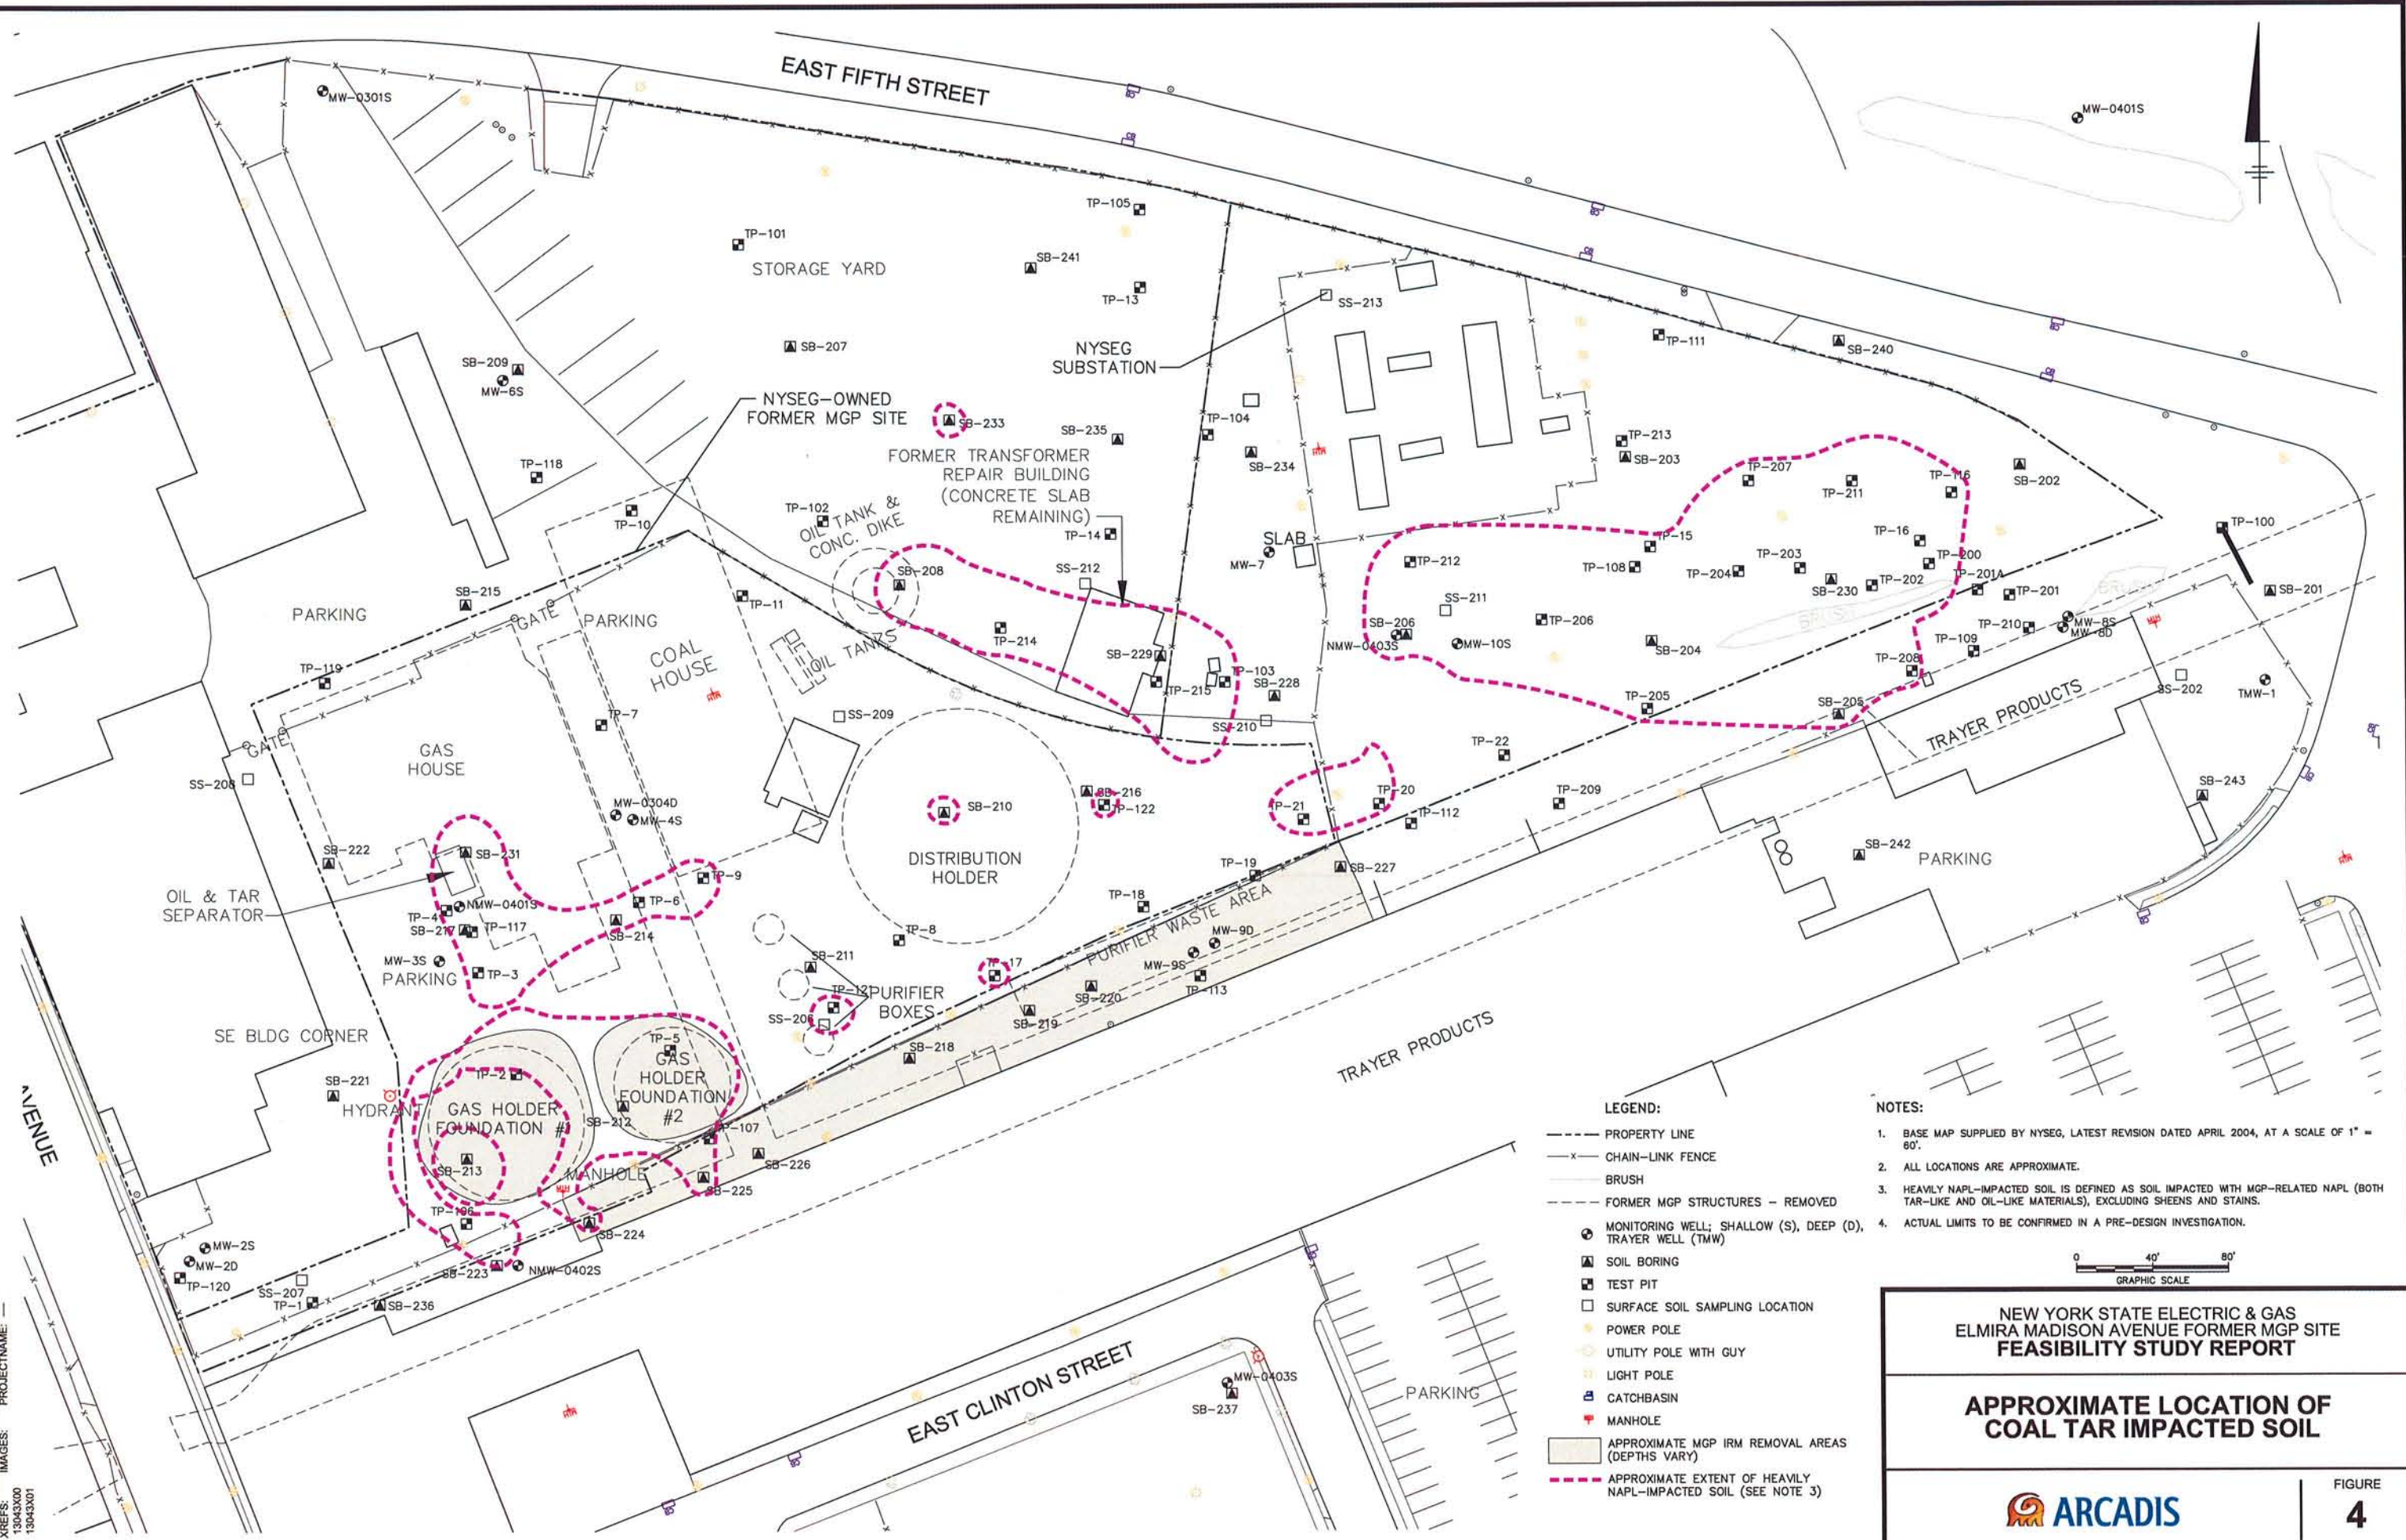 EAST FIFTH STREET
MW-0301S
MW-0401S
TP-105
TP-101
SB-241
STORAGE YARD
TP-13
SS-213
SB-207
NYSEG
SUBSTATION
TP-111
SB-240
SB-209
MW-6S
NYSEG-OWNED
FORMER MGP SITE
SB-233
SB-235
TP-104
SB-234
TP-213
SB-203
TP-207
TP-211
TP-116
SB-202
FORMER TRANSFORMER
REPAIR BUILDING
(CONCRETE SLAB
REMAINING)
TP-118
TP-10
TP-102
OIL TANK &
CONC. DIKE
TP-14
SLAB
MW-7
TP-15
TP-16
TP-100
SB-208
SS-212
TP-212
TP-108
TP-204
TP-203
TP-200
SB-230
TP-202
TP-201A
TP-201
SB-201
BRUSH
BRUSH
SB-215
PARKING
GATE
PARKING
TP-11
TP-214
SS-211
SB-206
NMW-0403S
MW-10S
TP-206
SB-204
TP-210
MW-8S
MW-8D
TP-109
TP-208
COAL
HOUSE
OIL TANKS
SB-229
TP-103
TP-215
SB-228
TP-119
TP-7
SS-209
SS-210
TP-205
SB-205
SS-202
TMW-1
TRAYER PRODUCTS
GATE
GAS
HOUSE
SS-208
TP-22
MW-0304D
MW-4S
SB-210
SB-216
TP-122
TP-21
TP-20
TP-112
TP-209
SB-243
SB-222
SB-231
DISTRIBUTION
HOLDER
TP-19
SB-227
SB-242
PARKING
OIL & TAR
SEPARATOR
TP-9
NMW-0401S
TP-4
TP-6
SB-217
TP-117
SB-214
TP-8
TP-18
PURIFIER WASTE AREA
MW-9D
MW-9S
TP-113
MW-3S
PARKING
TP-3
SB-211
TP-17
SB-220
TP-121
PURIFIER
BOXES
SS-206
SB-219
SE BLDG CORNER
SB-218
TP-5
GAS
HOLDER
FOUNDATION
#2
TRAYER PRODUCTS
SB-221
HYDRANT
TP-2
GAS HOLDER
FOUNDATION #
SB-212
TP-107
SB-226
SB-213
MANHOLE
SB-225
AVENUE
TP-106
SB-224
MW-2S
MW-2D
TP-120
SB-223
NMW-0402S
SS-207
TP-1
SB-236
EAST CLINTON STREET
MW-0403S
SB-237
PARKING
LEGEND:
PROPERTY LINE
CHAIN-LINK FENCE
BRUSH
FORMER MGP STRUCTURES - REMOVED
MONITORING WELL; SHALLOW (S), DEEP (D),
TRAYER WELL (TMW)
SOIL BORING
TEST PIT
SURFACE SOIL SAMPLING LOCATION
POWER POLE
UTILITY POLE WITH GUY
LIGHT POLE
CATCHBASIN
MANHOLE
APPROXIMATE MGP IRM REMOVAL AREAS
(DEPTHS VARY)
APPROXIMATE EXTENT OF HEAVILY
NAPL-IMPACTED SOIL (SEE NOTE 3)
NOTES:
1. BASE MAP SUPPLIED BY NYSEG, LATEST REVISION DATED APRIL 2004, AT A SCALE OF 1" =
60'.
2. ALL LOCATIONS ARE APPROXIMATE.
3. HEAVILY NAPL-IMPACTED SOIL IS DEFINED AS SOIL IMPACTED WITH MGP-RELATED NAPL (BOTH
TAR-LIKE AND OIL-LIKE MATERIALS), EXCLUDING SHEENS AND STAINS.
4. ACTUAL LIMITS TO BE CONFIRMED IN A PRE-DESIGN INVESTIGATION.
0 40' 80'
GRAPHIC SCALE
NEW YORK STATE ELECTRIC & GAS
ELMIRA MADISON AVENUE FORMER MGP SITE
FEASIBILITY STUDY REPORT
APPROXIMATE LOCATION OF
COAL TAR IMPACTED SOIL
ARCADIS
FIGURE
4
XREFS: IMAGES: PROJECTNAME: ---
13043X00
13043X01